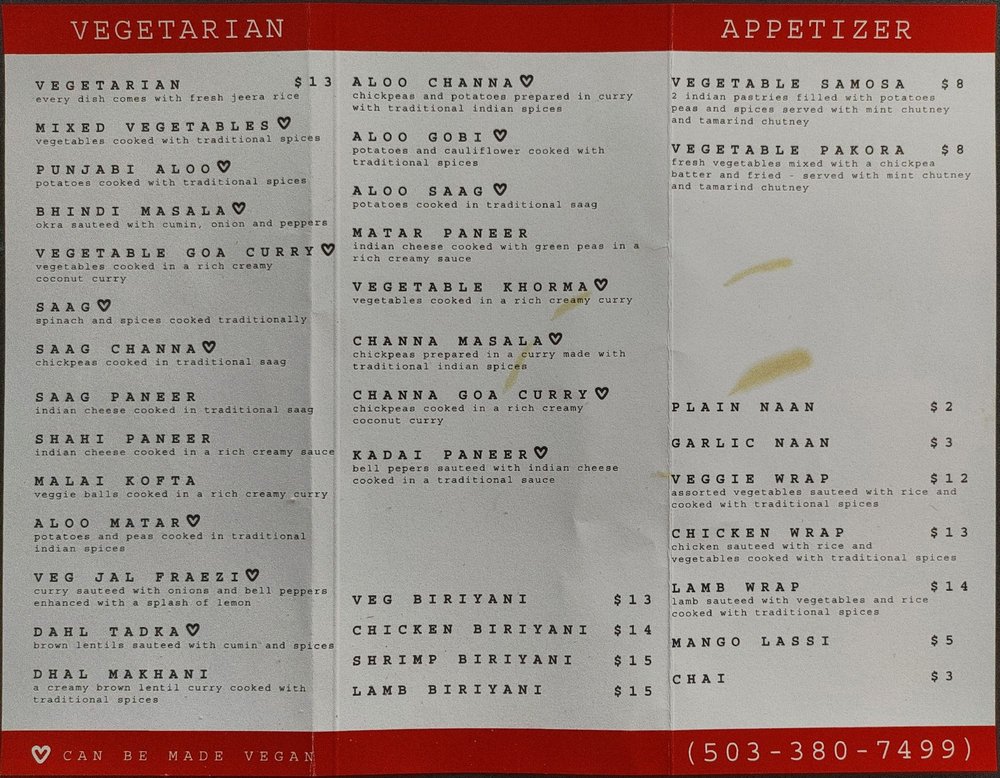 VEGETARIAN
VEGETARIAN $13
every dish comes with fresh jeera rice
MIXED VEGETABLES♡
vegetables cooked with traditional spices
PUNJABI ALOO♡
potatoes cooked with traditional spices
BHINDI MASALA♡
okra sauteed with cumin, onion and peppers
VEGETABLE GOA CURRY♡
vegetables cooked in a rich creamy
coconut curry
SAAG♡
spinach and spices cooked traditionally
SAAG CHANNA♡
chickpeas cooked in traditional saag
SAAG PANEER
indian cheese cooked in traditional saag
SHAHI PANEER
indian cheese cooked in a rich creamy sauce
MALAI KOFTA
veggie balls cooked in a rich creamy curry
ALOO MATAR♡
potatoes and peas cooked in traditional
indian spices
VEG JAL FRAEZI♡
curry sauteed with onions and bell peppers
enhanced with a splash of lemon
DAHL TADKA♡
brown lentils sauteed with cumin and spices
DHAL MAKHANI
a creamy brown lentil curry cooked with
traditional spices
♡ CAN BE MADE VEGAN
ALOO CHANNA♡
chickpeas and potatoes prepared in curry
with traditional indian spices
ALOO GOBI♡
potatoes and cauliflower cooked with
traditional spices
ALOO SAAG♡
potatoes cooked in traditional saag
MATAR PANEER
indian cheese cooked with green peas in a
rich creamy sauce
VEGETABLE KHORMA♡
vegetables cooked in a rich creamy curry
CHANNA MASALA♡
chickpeas prepared in a curry made with
traditional indian spices
CHANNA GOA CURRY♡
chickpeas cooked in a rich creamy
coconut curry
KADAI PANEER♡
bell pepers sauteed with indian cheese
cooked in a traditional sauce
VEG BIRIYANI $13
CHICKEN BIRIYANI $14
SHRIMP BIRIYANI $15
LAMB BIRIYANI $15
APPETIZER
VEGETABLE SAMOSA $8
2 indian pastries filled with potatoes
peas and spices served with mint chutney
and tamarind chutney
VEGETABLE PAKORA $8
fresh vegetables mixed with a chickpea
batter and fried - served with mint chutney
and tamarind chutney
PLAIN NAAN $2
GARLIC NAAN $3
VEGGIE WRAP $12
assorted vegetables sauteed with rice and
cooked with traditional spices
CHICKEN WRAP $13
chicken sauteed with rice and
vegetables cooked with traditional spices
LAMB WRAP $14
lamb sauteed with vegetables and rice
cooked with traditional spices
MANGO LASSI $5
CHAI $3
(503-380-7499)